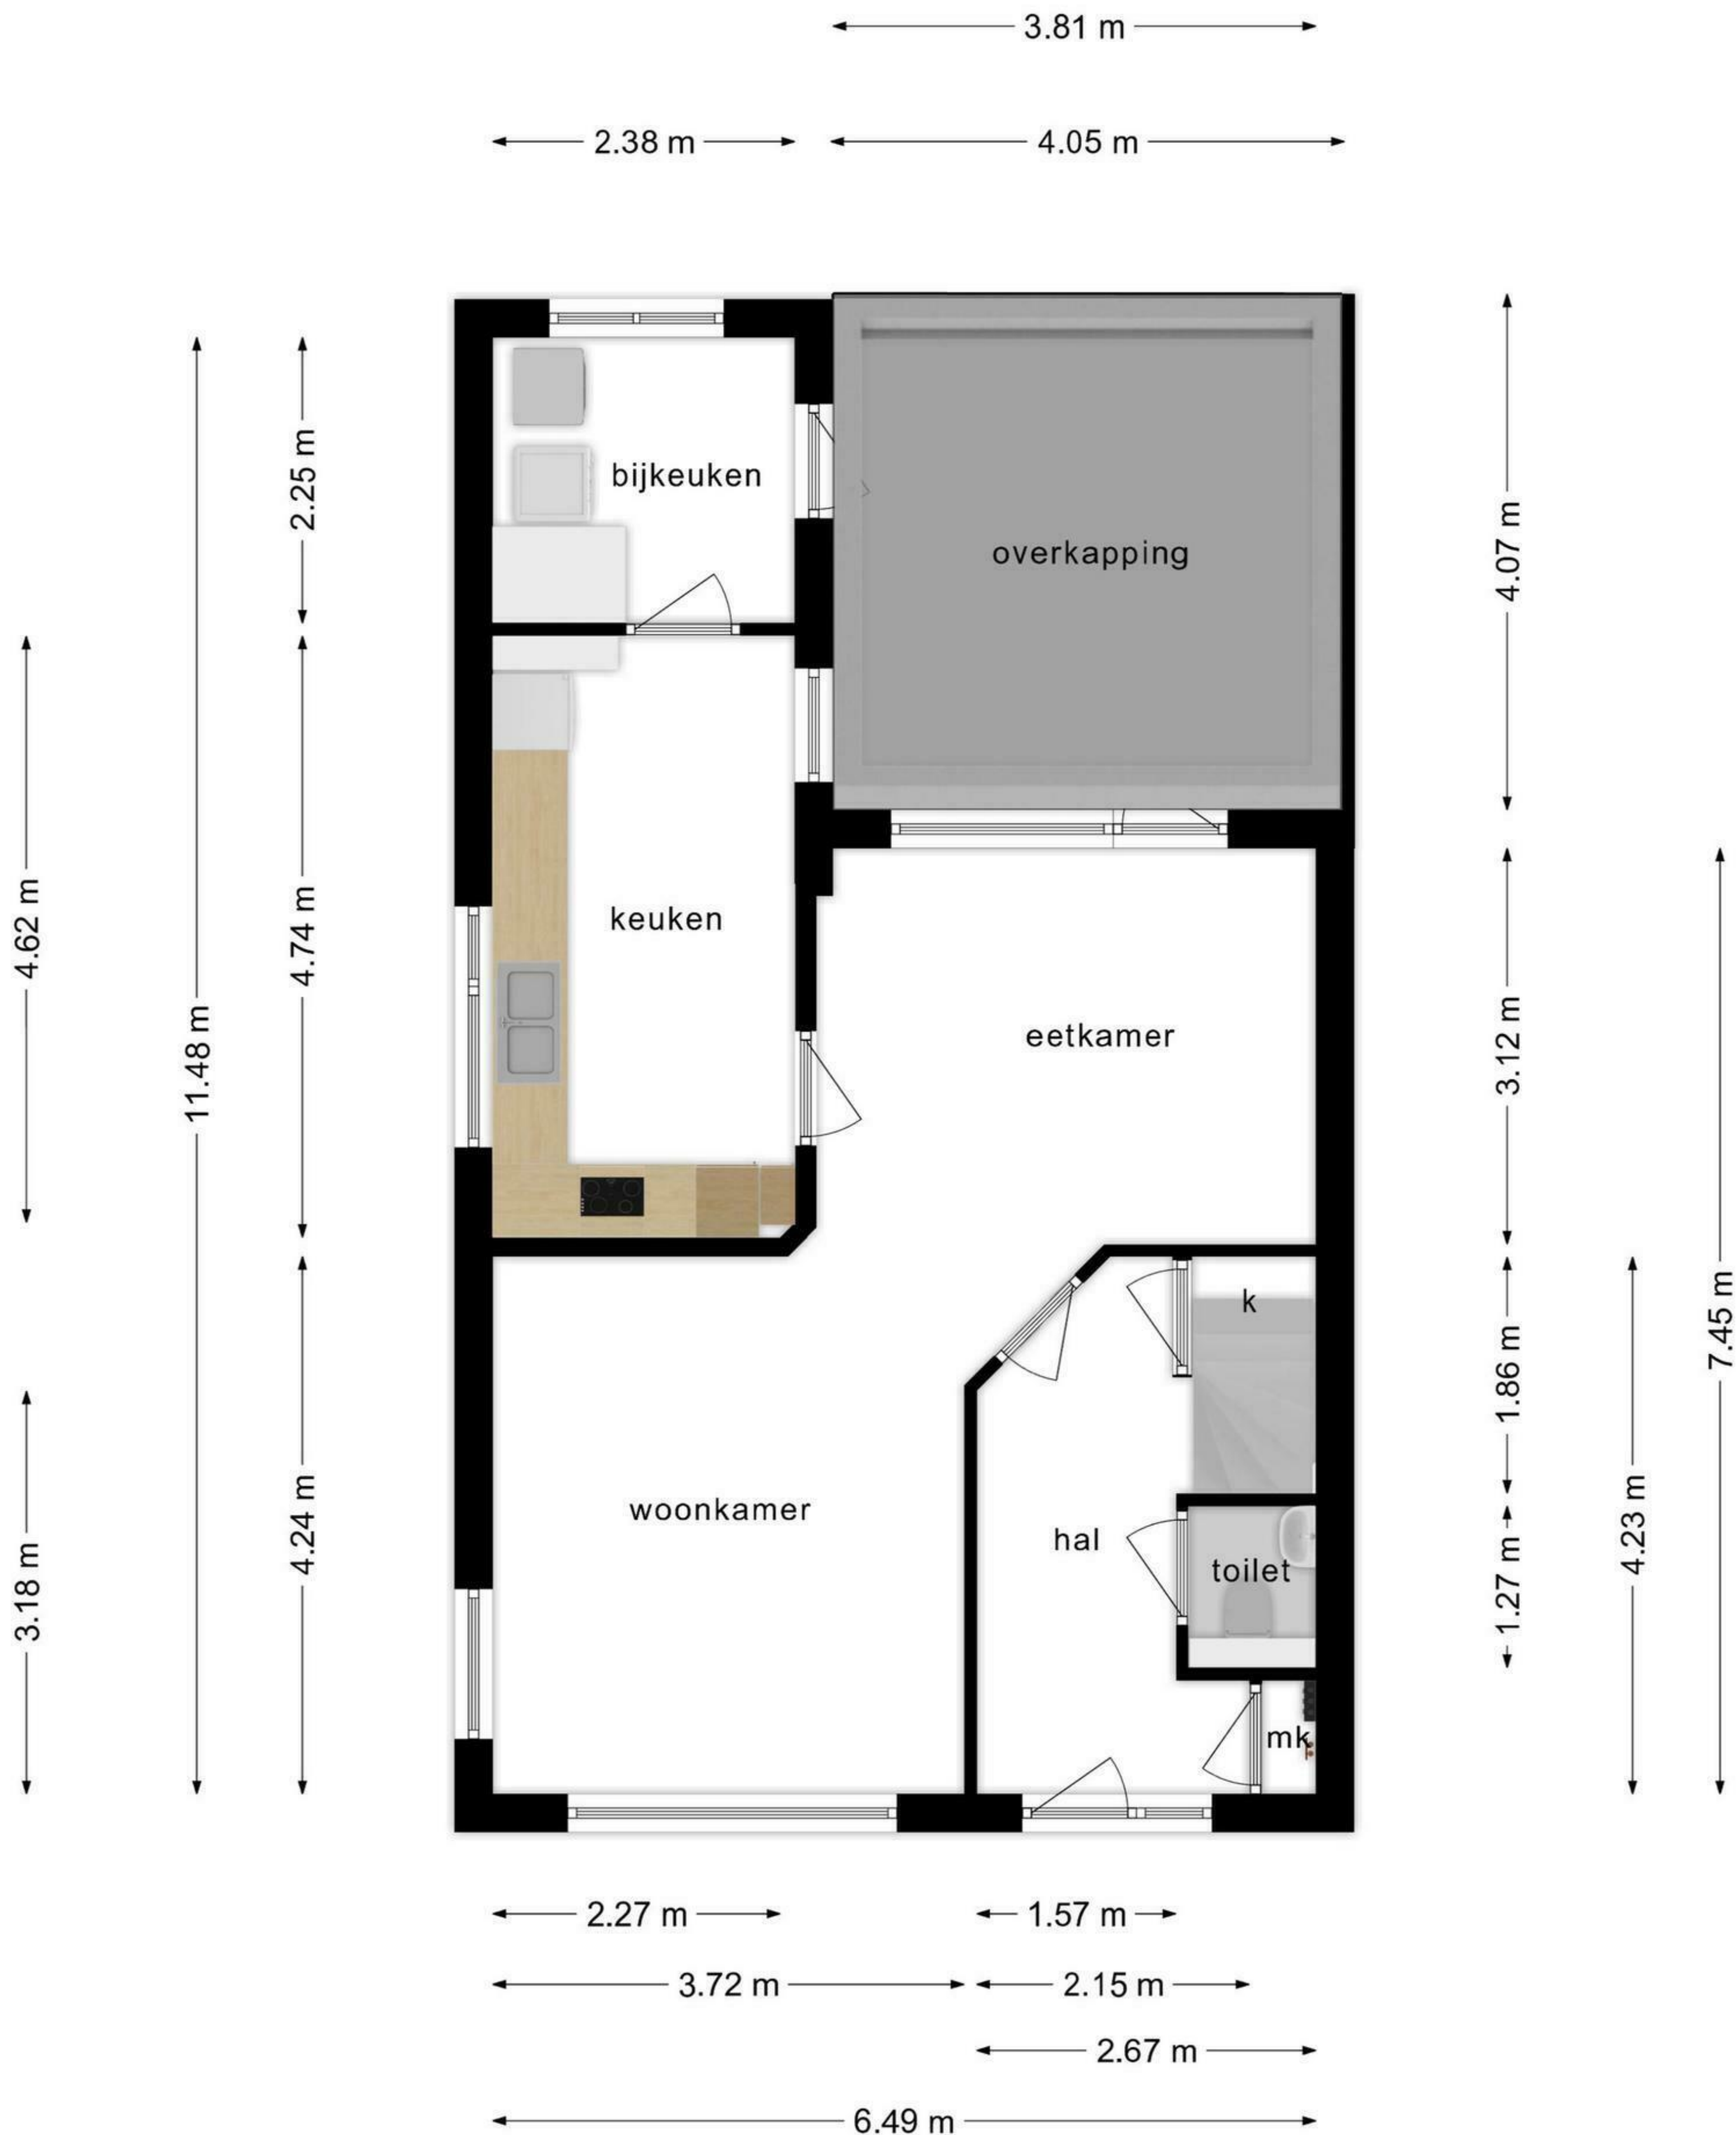 3.81 m
2.38 m
4.05 m
2.25 m
bijkeuken
4.07 m
overkapping
4.62 m
4.74 m
keuken
11.48 m
eetkamer
3.12 m
k
7.45 m
1.86 m
woonkamer
4.24 m
hal
4.23 m
toilet
1.27 m
3.18 m
mk
2.27 m
1.57 m
3.72 m
2.15 m
2.67 m
6.49 m